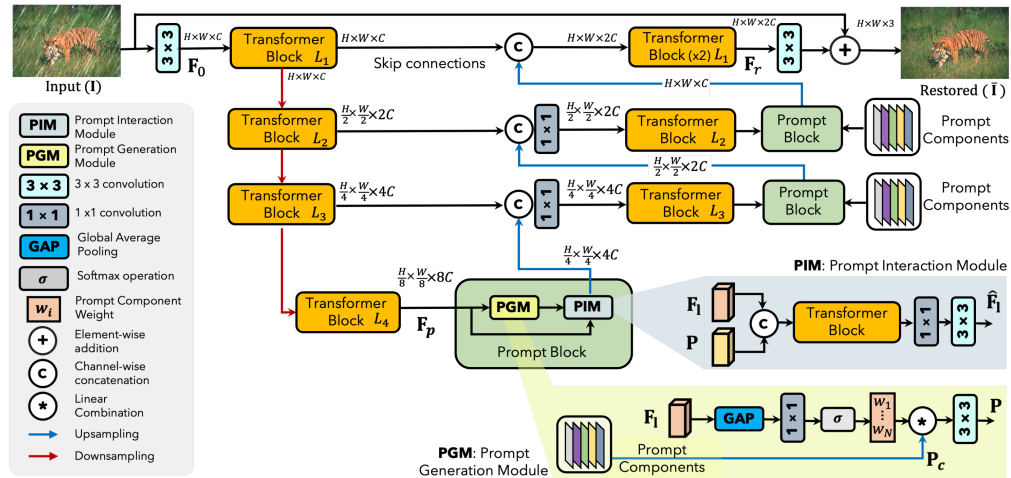 Input (I)
3 × 3
H×W×C
F0
Transformer
Block L1
H×W×C
Skip connections
C
H×W×2C
Transformer
Block (x2) L1
H×W×2C
Fr
3 × 3
+
H×W×3
Restored (Ī)
H×W×C
H×W×C
Transformer
Block L2
H/2 × W/2 ×2C
C
1 × 1
H/2 × W/2 ×2C
Transformer
Block L2
Prompt
Block
Prompt
Components
H/2 × W/2 ×2C
Transformer
Block L3
H/4 × W/4 ×4C
C
1 × 1
H/4 × W/4 ×4C
Transformer
Block L3
Prompt
Block
Prompt
Components
H/4 × W/4 ×4C
Transformer
Block L4
H/8 × W/8 ×8C
Fp
PGM
PIM
Prompt Block
PIM
Prompt Interaction
Module
PGM
Prompt Generation
Module
3 × 3
3 x 3 convolution
1 × 1
1 x1 convolution
GAP
Global Average
Pooling
σ
Softmax operation
wi
Prompt Component
Weight
+
Element-wise
addition
C
Channel-wise
concatenation
*
Linear
Combination
Upsampling
Downsampling
PIM: Prompt Interaction Module
Fl
P
C
Transformer
Block
1 × 1
3 × 3
F̂l
Fl
GAP
1 × 1
σ
w1
⋮
wN
*
3 × 3
P
Pc
Prompt
Components
PGM: Prompt
Generation Module